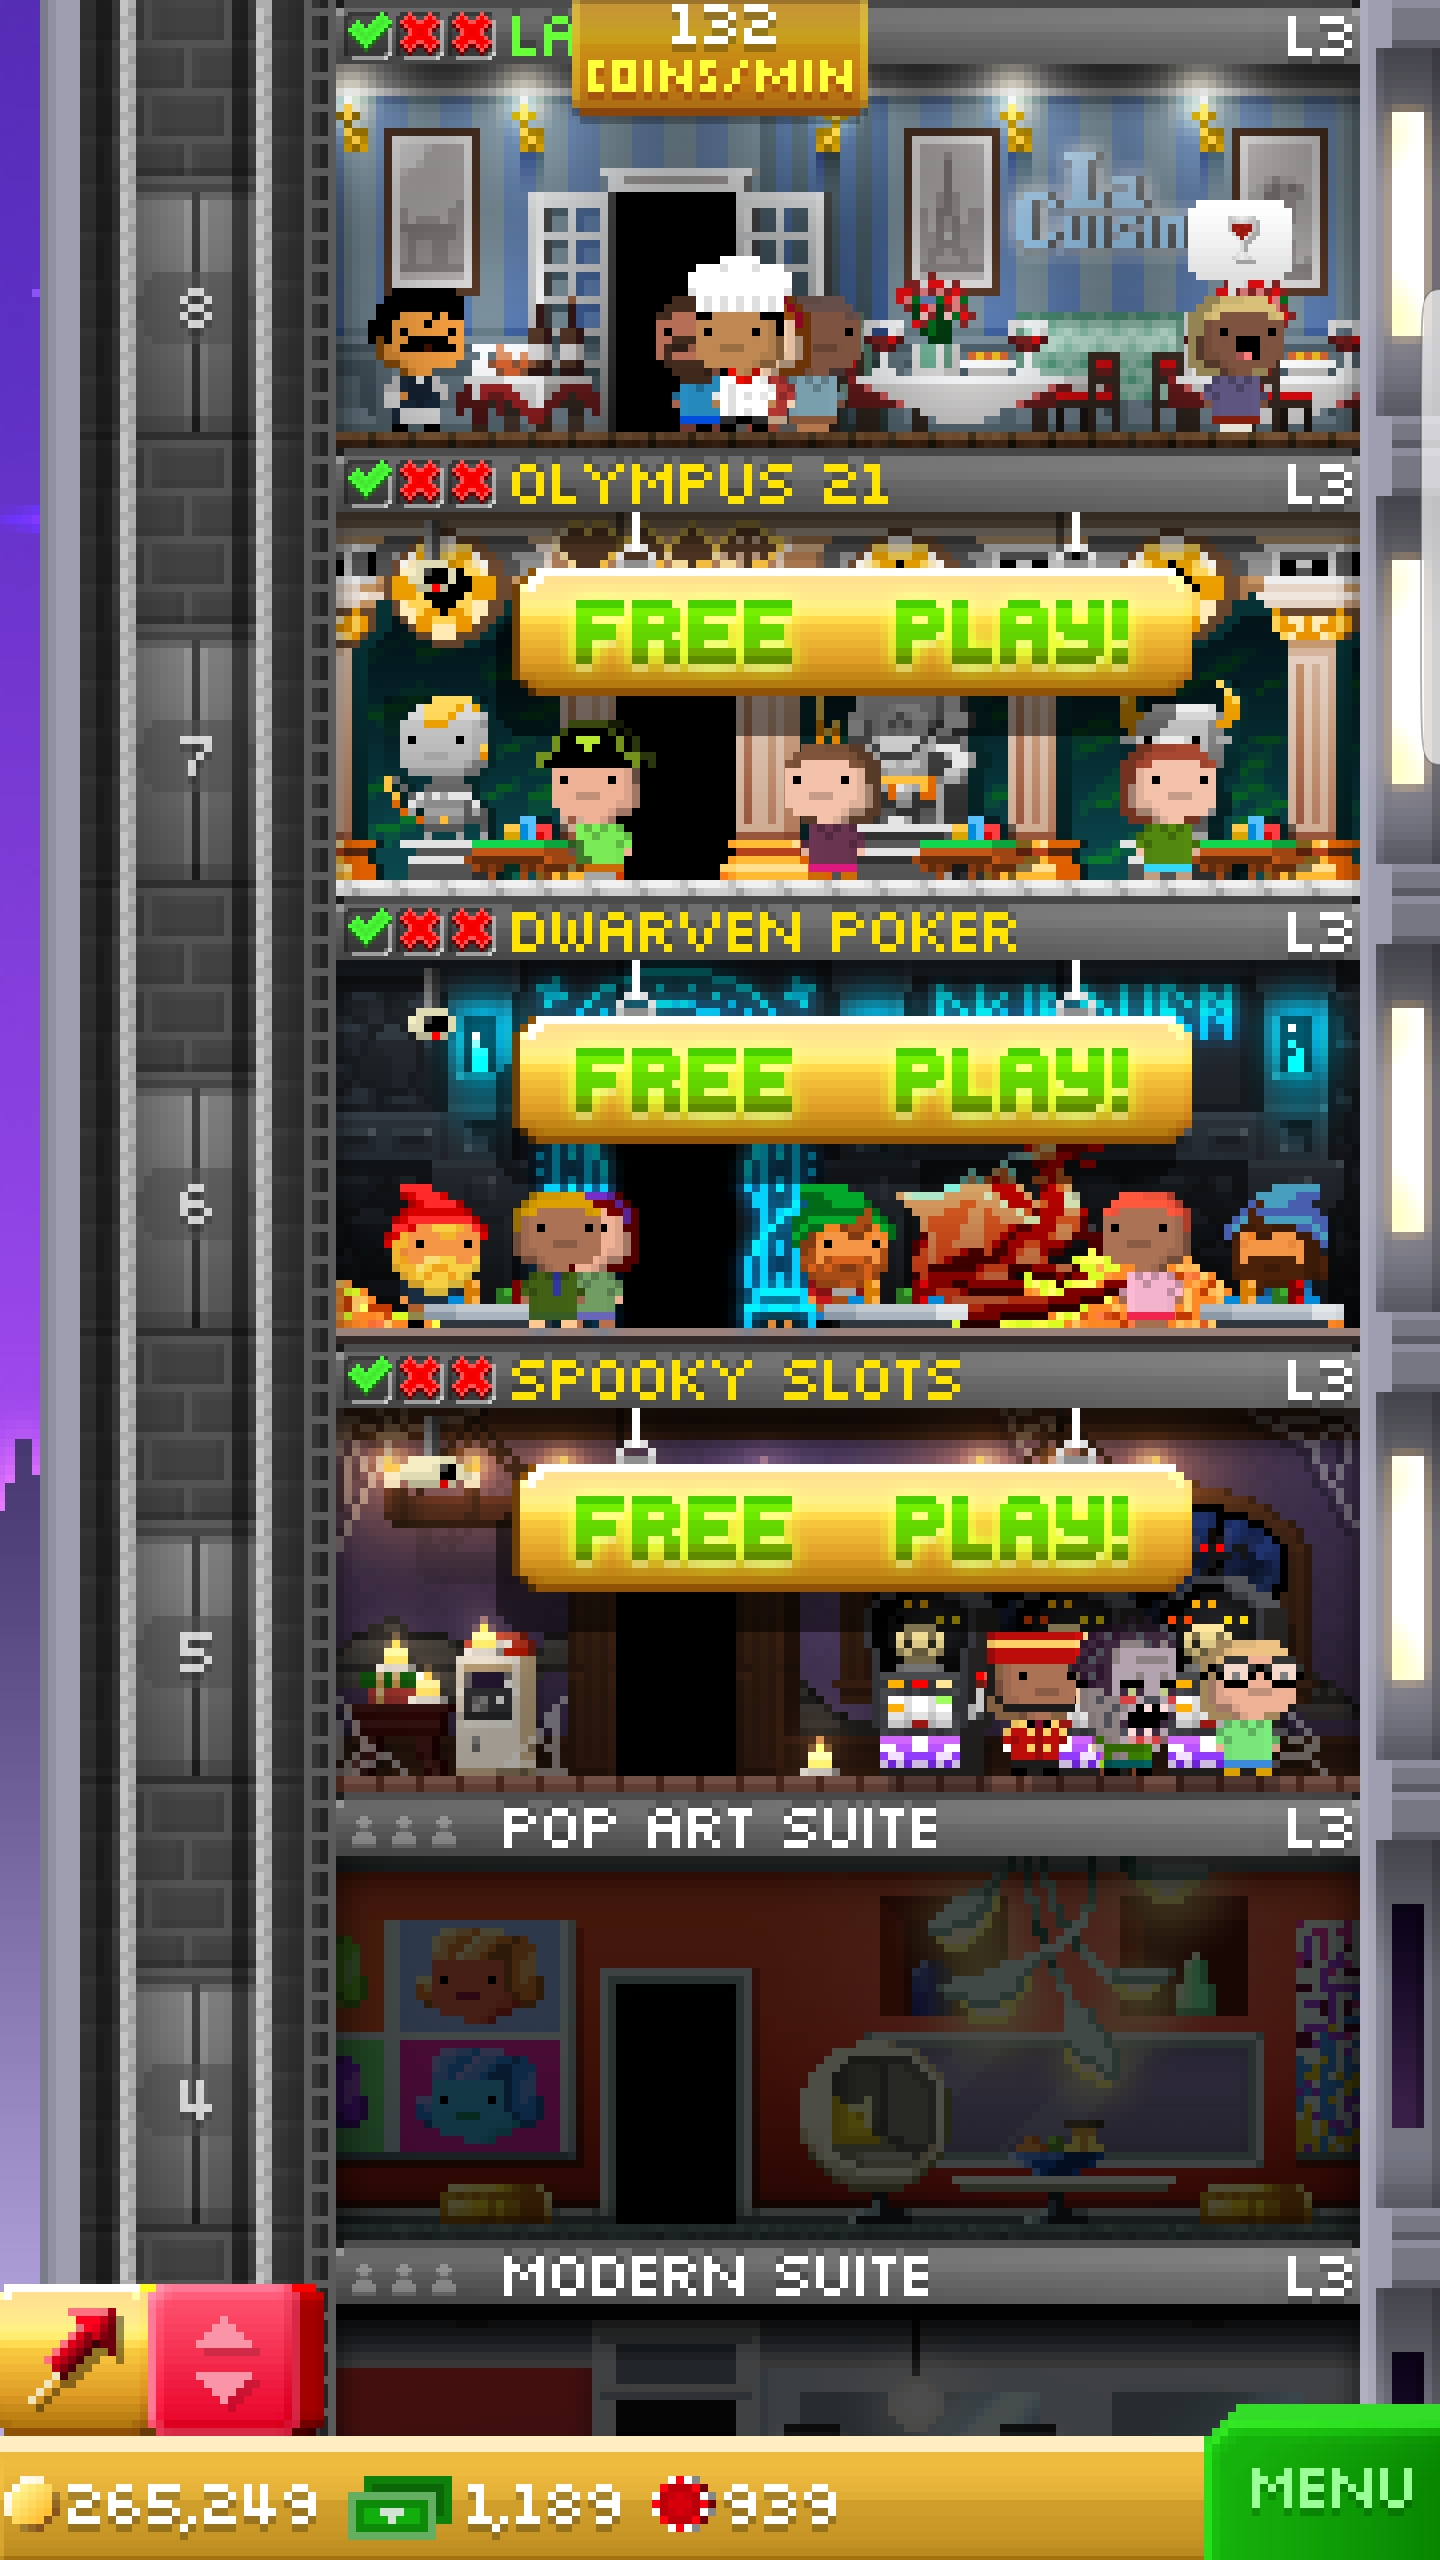 132
COINS/MIN
LA
L3
La
Cuisin
8
OLYMPUS 21
L3
FREE PLAY!
7
DWARVEN POKER
L3
FREE PLAY!
6
SPOOKY SLOTS
L3
FREE PLAY!
5
POP ART SUITE
L3
4
MODERN SUITE
L3
MENU
265,249
1,189
939